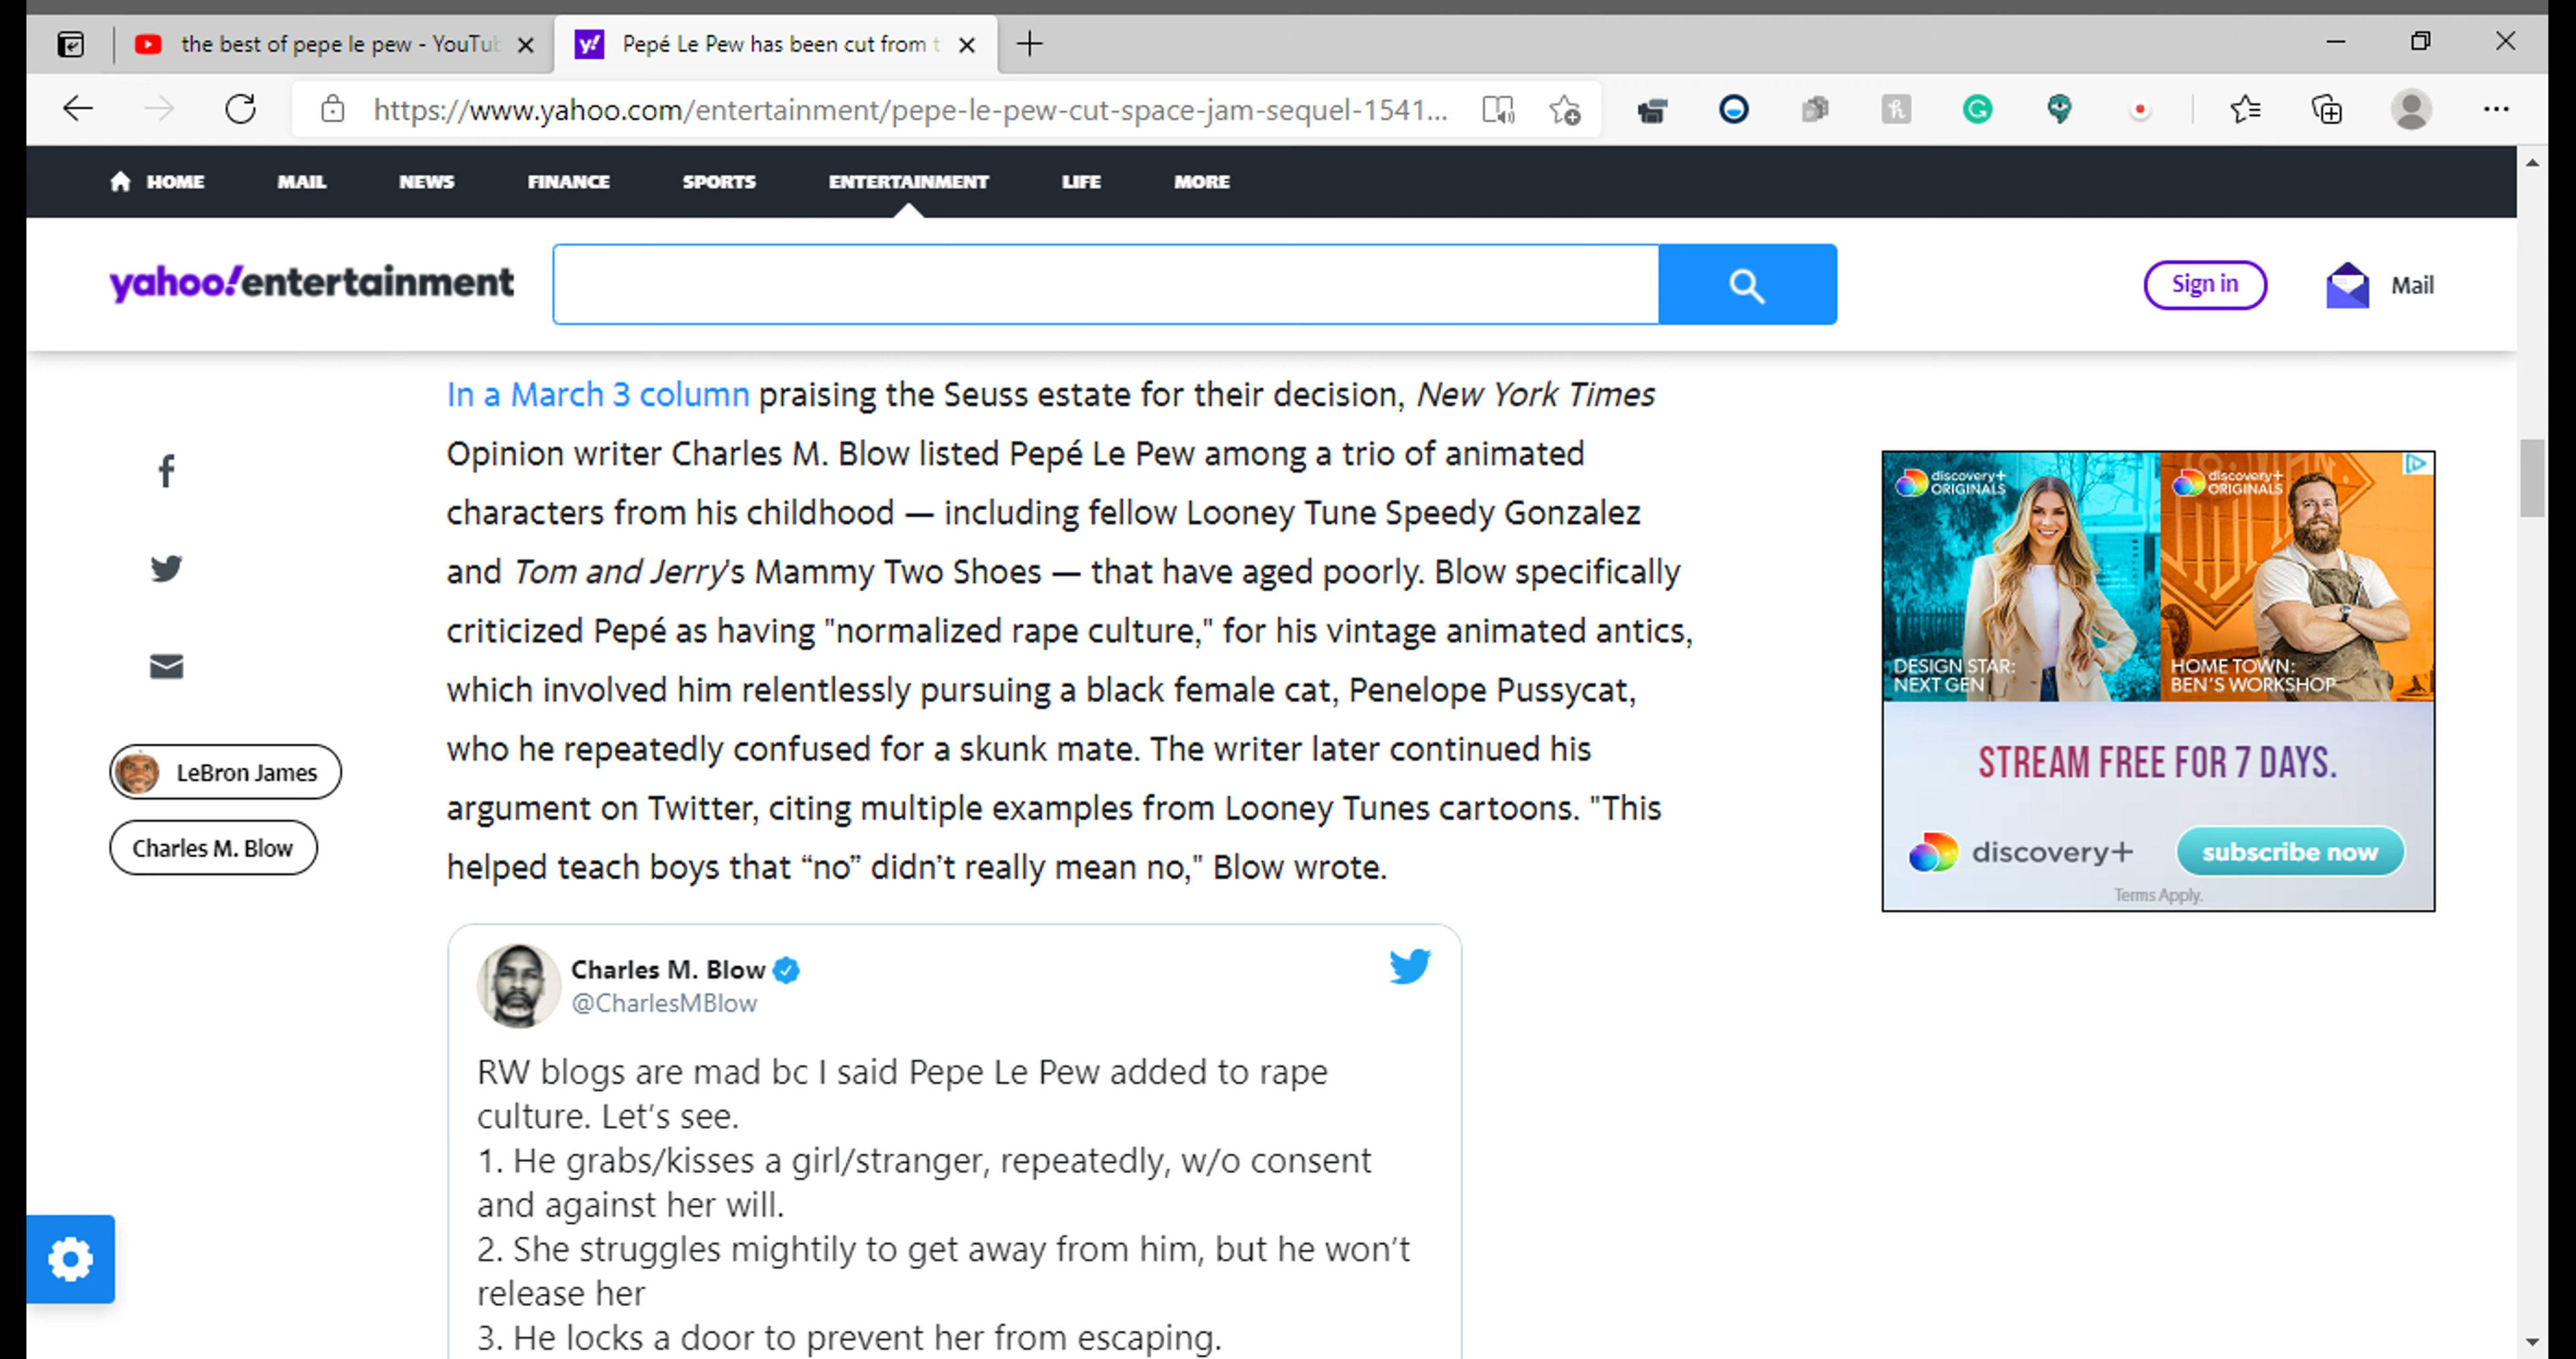 the best of pepe le pew - YouTub
Pepé Le Pew has been cut from t
https://www.yahoo.com/entertainment/pepe-le-pew-cut-space-jam-sequel-1541...
HOME MAIL NEWS FINANCE SPORTS ENTERTAINMENT LIFE MORE
yahoo!entertainment
Sign in
Mail
In a March 3 column praising the Seuss estate for their decision, New York Times
Opinion writer Charles M. Blow listed Pepé Le Pew among a trio of animated
characters from his childhood — including fellow Looney Tune Speedy Gonzalez
and Tom and Jerry's Mammy Two Shoes — that have aged poorly. Blow specifically
criticized Pepé as having "normalized rape culture," for his vintage animated antics,
which involved him relentlessly pursuing a black female cat, Penelope Pussycat,
who he repeatedly confused for a skunk mate. The writer later continued his
argument on Twitter, citing multiple examples from Looney Tunes cartoons. "This
helped teach boys that “no” didn’t really mean no," Blow wrote.
LeBron James
Charles M. Blow
Charles M. Blow
@CharlesMBlow
RW blogs are mad bc I said Pepe Le Pew added to rape
culture. Let’s see.
1. He grabs/kisses a girl/stranger, repeatedly, w/o consent
and against her will.
2. She struggles mightily to get away from him, but he won’t
release her
3. He locks a door to prevent her from escaping.
discovery+
ORIGINALS
DESIGN STAR:
NEXT GEN
discovery+
ORIGINALS
HOME TOWN:
BEN'S WORKSHOP
STREAM FREE FOR 7 DAYS.
discovery+
subscribe now
Terms Apply.